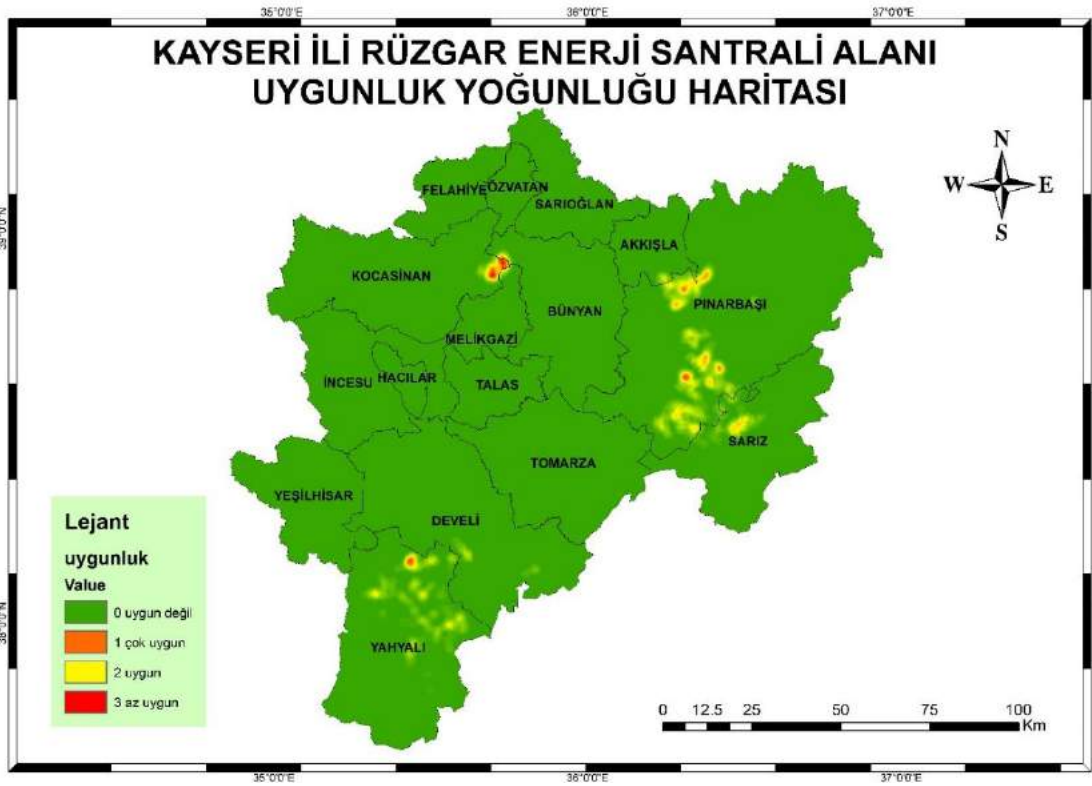 35°0'0"E 36°0'0"E 37°0'0"E
KAYSERİ İLİ RÜZGAR ENERJİ SANTRALİ ALANI
UYGUNLUK YOĞUNLUĞU HARİTASI
N
W E
S
39°0'N
FELAHİYE
ÖZVATAN
SARIOĞLAN
AKKIŞLA
KOCASİNAN
PINARBAŞI
BÜNYAN
MELİKGAZİ
İNCESU
HACILAR
TALAS
SARIZ
TOMARZA
YEŞİLHİSAR
DEVELİ
YAHYALI
Lejant
uygunluk
Value
0 uygun değil
1 çok uygun
2 uygun
3 az uygun
0 12.5 25 50 75 100
Km
35°0'0"E 36°0'0"E 37°0'0"E